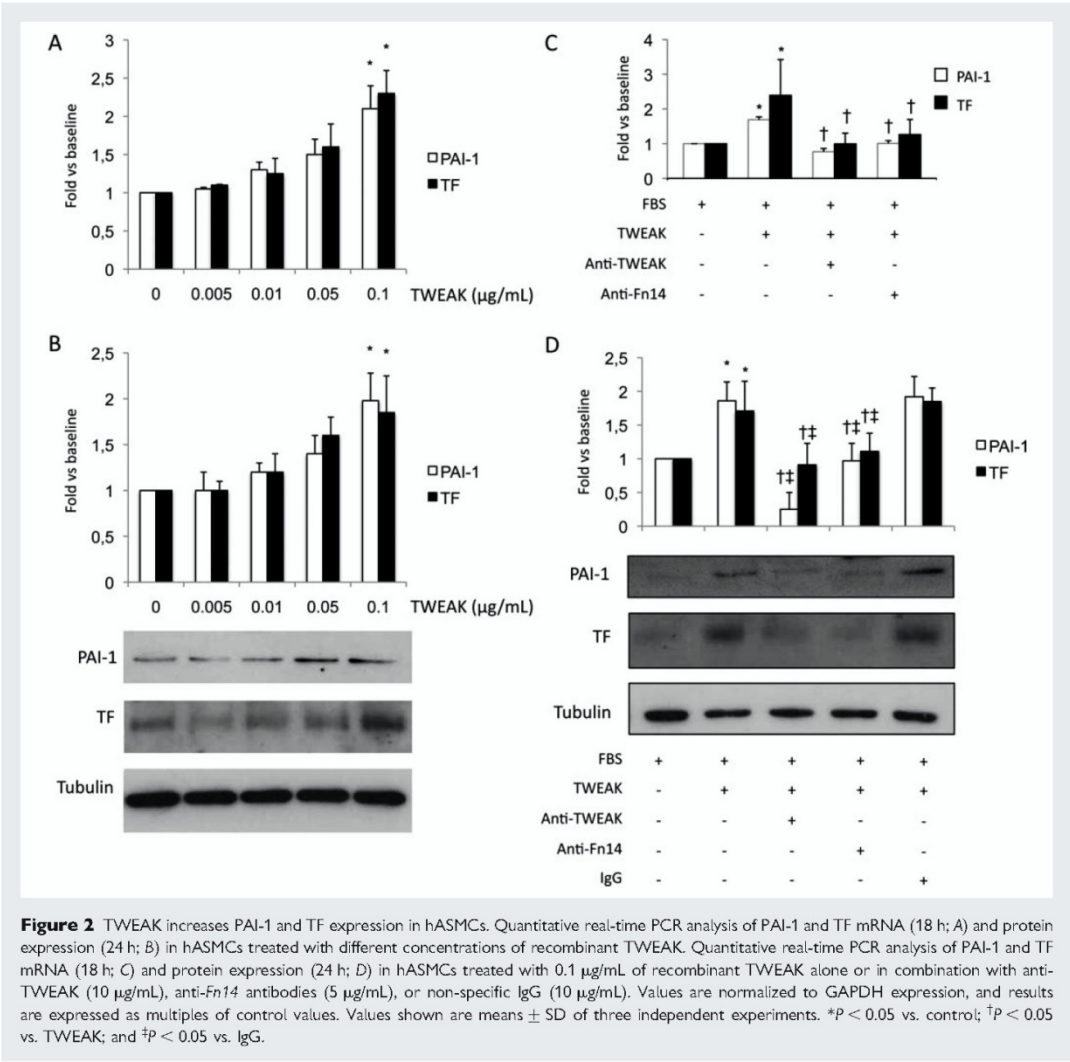 A
3
2,5
2
1,5
1
0,5
0
Fold vs baseline
* *
PAI-1
TF
0 0.005 0.01 0.05 0.1 TWEAK (µg/mL)
B
2,5
2
1,5
1
0,5
0
Fold vs baseline
* *
PAI-1
TF
0 0.005 0.01 0.05 0.1 TWEAK (µg/mL)
PAI-1
TF
Tubulin
C
4
3
2
1
0
Fold vs baseline
* * † † † †
PAI-1
TF
FBS + + + +
TWEAK - + + +
Anti-TWEAK - - + -
Anti-Fn14 - - - +
D
2,5
2
1,5
1
0,5
0
Fold vs baseline
* * †‡ †‡ †‡ †‡
PAI-1
TF
PAI-1
TF
Tubulin
FBS + + + + +
TWEAK - + + + +
Anti-TWEAK - - + - -
Anti-Fn14 - - - + -
IgG - - - - +
Figure 2 TWEAK increases PAI-1 and TF expression in hASMCs. Quantitative real-time PCR analysis of PAI-1 and TF mRNA (18 h; A) and protein
expression (24 h; B) in hASMCs treated with different concentrations of recombinant TWEAK. Quantitative real-time PCR analysis of PAI-1 and TF
mRNA (18 h; C) and protein expression (24 h; D) in hASMCs treated with 0.1 µg/mL of recombinant TWEAK alone or in combination with anti-
TWEAK (10 µg/mL), anti-Fn14 antibodies (5 µg/mL), or non-specific IgG (10 µg/mL). Values are normalized to GAPDH expression, and results
are expressed as multiples of control values. Values shown are means ± SD of three independent experiments. *P < 0.05 vs. control; †P < 0.05
vs. TWEAK; and ‡P < 0.05 vs. IgG.